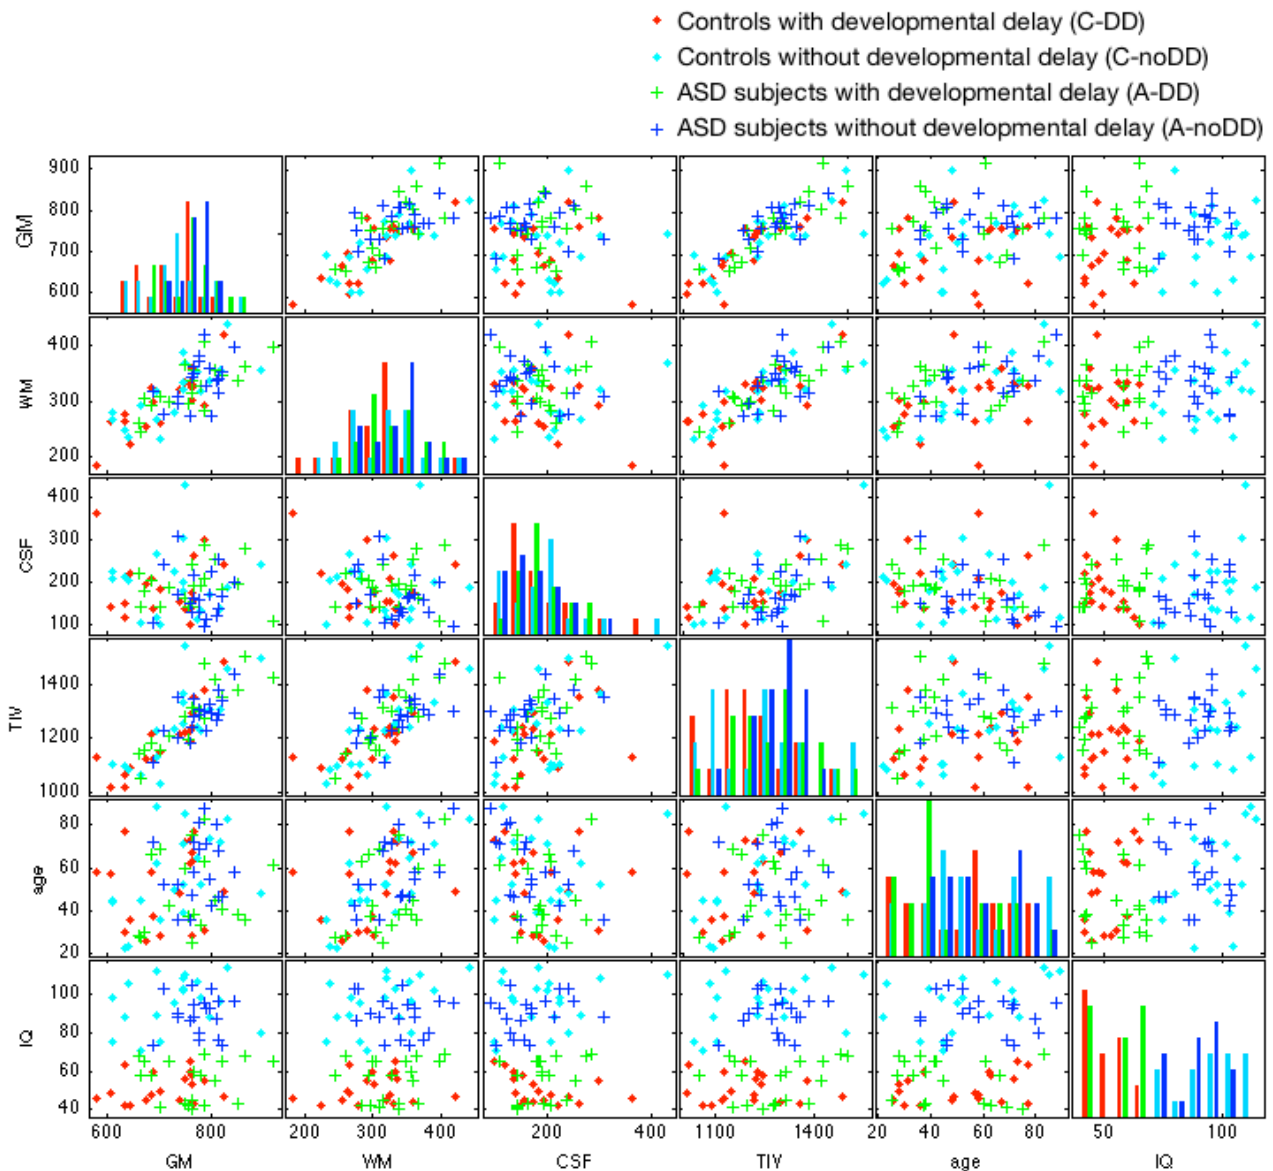 Controls with developmental delay (C-DD)
Controls without developmental delay (C-noDD)
ASD subjects with developmental delay (A-DD)
ASD subjects without developmental delay (A-noDD)
900
800
GM
700
600
400
WM
300
200
400
CSF
300
200
100
1400
TIV
1200
1000
80
60
age
40
20
100
IQ
80
60
40
600 800 200 300 400 200 1100 1400 20 40 60 80 50 100
GM WM CSF TIV age IQ